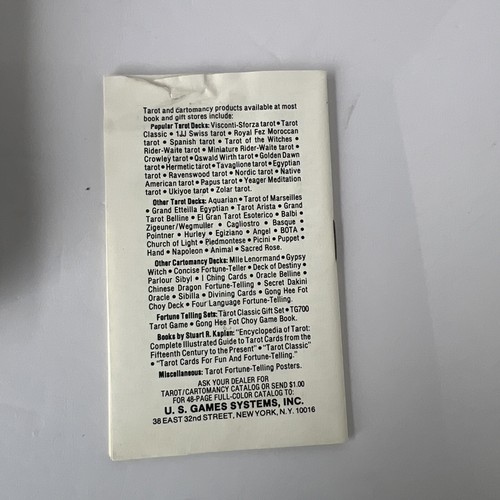 Tarot and cartomancy products available at most
book and gift stores include:
Popular Tarot Decks: Visconti-Sforza tarot • Tarot
Classic • 1JJ Swiss tarot • Royal Fez Moroccan
tarot • Spanish tarot • Tarot of the Witches •
Rider-Waite tarot • Miniature Rider-Waite tarot •
Crowley tarot • Oswald Wirth tarot • Golden Dawn
tarot • Hermetic tarot • Tavaglione tarot • Egyptian
tarot • Ravenswood tarot • Nordic tarot • Native
American tarot • Papus tarot • Yeager Meditation
tarot • Ukiyoe tarot • Zolar tarot.
Other Tarot Decks: Aquarian • Tarot of Marseilles
• Grand Etteilla Egyptian • Tarot Arista • Grand
Tarot Belline • El Gran Tarot Esoterico • Balbi •
Zigeuner/Wegmuller • Cagliostro • Basque •
Pointner • Hurley • Egiziano • Angel • BOTA •
Church of Light • Piedmontese • Picini • Puppet •
Hand • Napoleon • Animal • Sacred Rose.
Other Cartomancy Decks: Mlle Lenormand • Gypsy
Witch • Concise Fortune-Teller • Deck of Destiny •
Parlour Sibyl • I Ching Cards • Oracle Belline •
Chinese Dragon Fortune-Telling • Secret Dakini
Oracle • Sibilla • Divining Cards • Gong Hee Fot
Choy Deck • Four Language Fortune-Telling.
Fortune Telling Sets: Tarot Classic Gift Set • TG700
Tarot Game • Gong Hee Fot Choy Game Book.
Books by Stuart R. Kaplan: "Encyclopedia of Tarot:
Complete Illustrated Guide to Tarot Cards from the
Fifteenth Century to the Present" • "Tarot Classic"
• "Tarot Cards For Fun And Fortune-Telling."
Miscellaneous: Tarot Fortune-Telling Posters.
ASK YOUR DEALER FOR
TAROT/CARTOMANCY CATALOG OR SEND $1.00
FOR 48-PAGE FULL-COLOR CATALOG TO:
U. S. GAMES SYSTEMS, INC.
38 EAST 32nd STREET, NEW YORK, N.Y. 10016